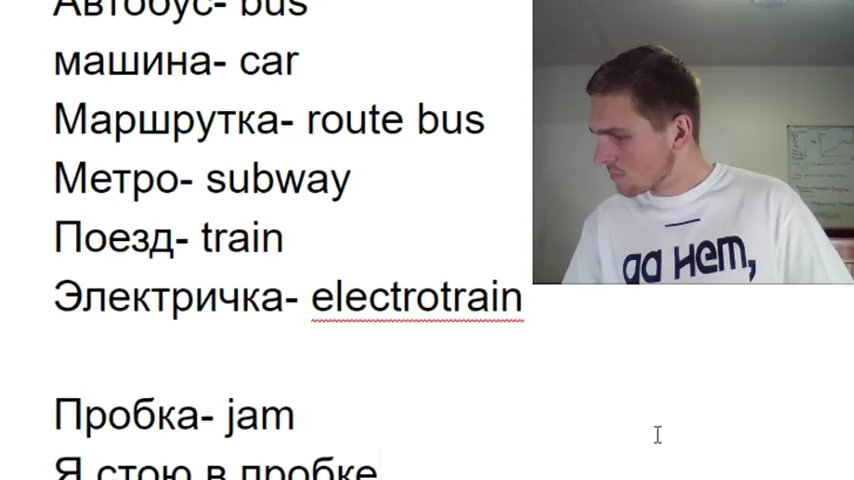 Автобус- bus
машина- car
Маршрутка- route bus
Метро- subway
Поезд- train
Электричка- electrotrain
Пробка- jam
Я стою в пробке
да нет,